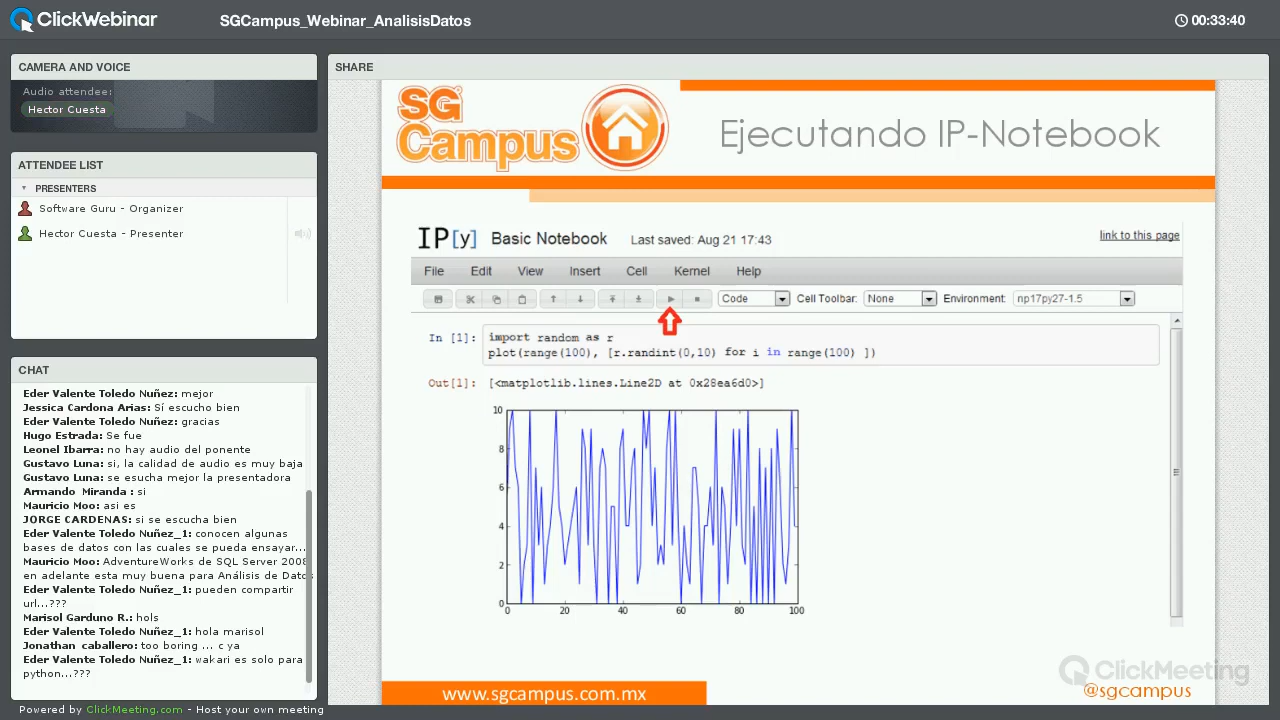 ClickWebinar
SGCampus_Webinar_AnalisisDatos
00:33:40
CAMERA AND VOICE
Audio attendee:
Hector Cuesta
ATTENDEE LIST
PRESENTERS
Software Guru - Organizer
Hector Cuesta - Presenter
CHAT
Eder Valente Toledo Nuñez: mejor
Jessica Cardona Arias: Sí escucho bien
Eder Valente Toledo Nuñez: gracias
Hugo Estrada: Se fue
Leonel Ibarra: no hay audio del ponente
Gustavo Luna: si, la calidad de audio es muy baja
Gustavo Luna: se esucha mejor la presentadora
Armando Miranda : si
Mauricio Moo: asi es
JORGE CARDENAS: si se escucha bien
Eder Valente Toledo Nuñez_1: conocen algunas
bases de datos con las cuales se pueda ensayar...
Mauricio Moo: AdventureWorks de SQL Server 2008
en adelante esta muy buena para Análisis de Datos
Eder Valente Toledo Nuñez_1: pueden compartir
url...???
Marisol Garduno R.: hols
Eder Valente Toledo Nuñez_1: hola marisol
Jonathan caballero: too boring ... c ya
Eder Valente Toledo Nuñez_1: wakari es solo para
python...???
Powered by ClickMeeting.com - Host your own meeting
SHARE
SG
Campus
Ejecutando IP-Notebook
IP[y] Basic Notebook Last saved: Aug 21 17:43
link to this page
File Edit View Insert Cell Kernel Help
Code Cell Toolbar: None Environment: np17py27-1.5
In [1]: import random as r
plot(range(100), [r.randint(0,10) for i in range(100) ])
Out[1]: [<matplotlib.lines.Line2D at 0x28ea6d0>]
10
8
6
4
2
0
0 20 40 60 80 100
ClickMeeting
www.sgcampus.com.mx
@sgcampus